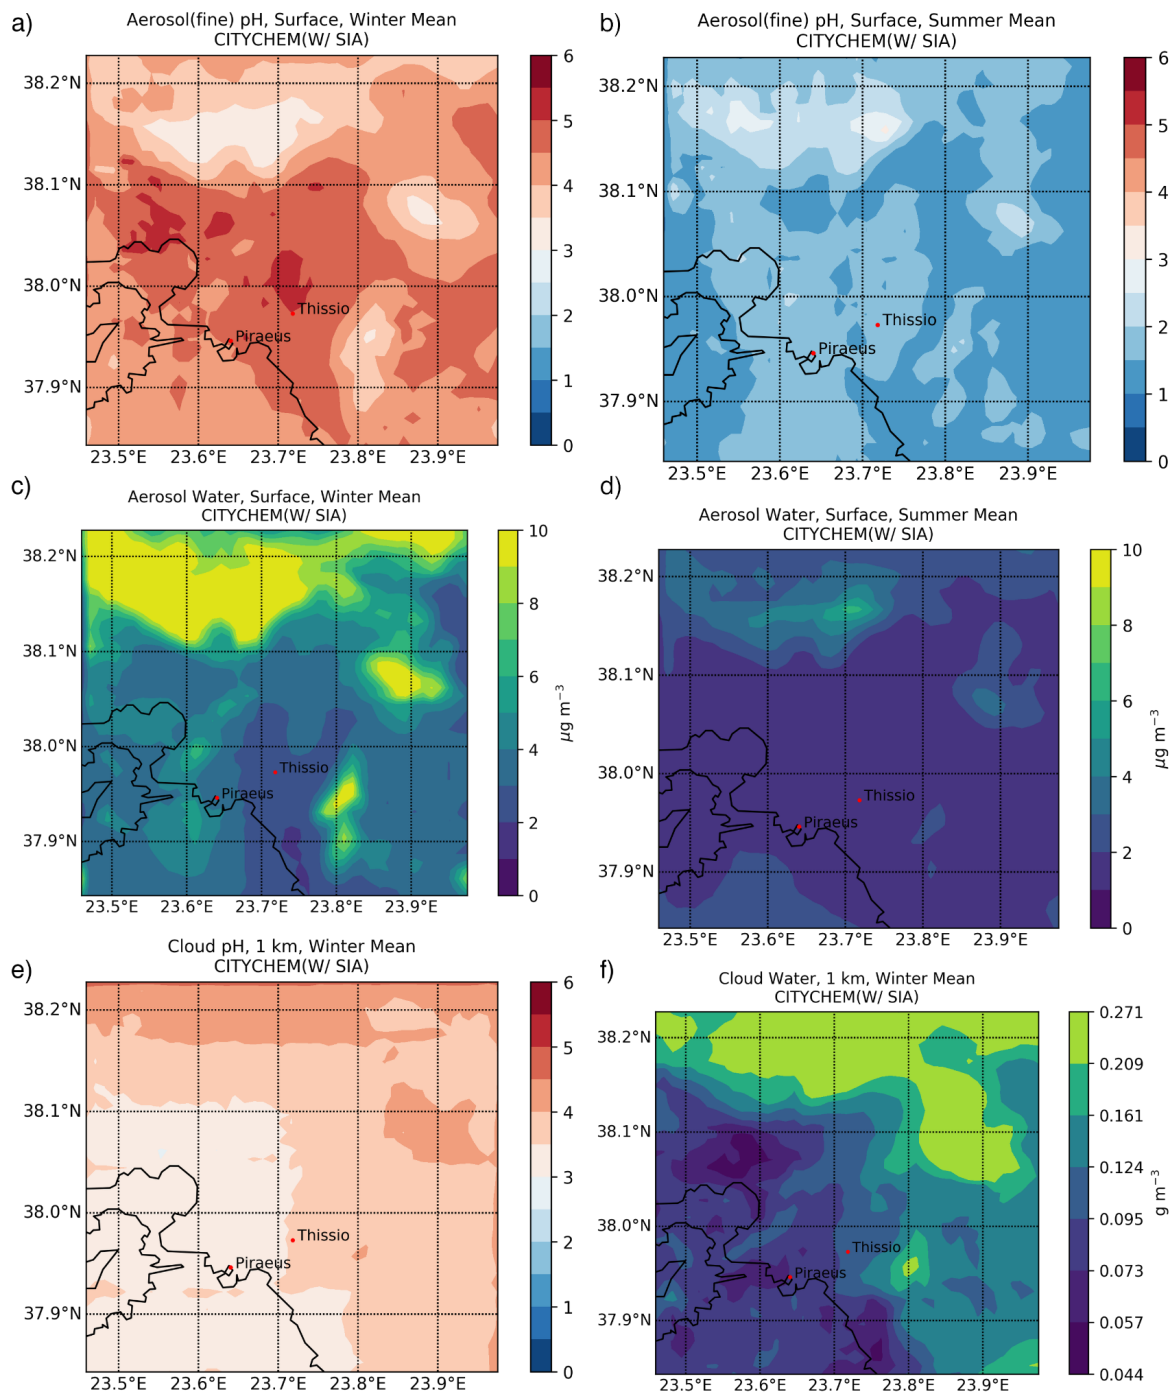 a)
Aerosol(fine) pH, Surface, Winter Mean
CITYCHEM(W/ SIA)
38.2°N
38.1°N
38.0°N
37.9°N
23.5°E 23.6°E 23.7°E 23.8°E 23.9°E
Thissio
Piraeus
6
5
4
3
2
1
0
b)
Aerosol(fine) pH, Surface, Summer Mean
CITYCHEM(W/ SIA)
38.2°N
38.1°N
38.0°N
37.9°N
23.5°E 23.6°E 23.7°E 23.8°E 23.9°E
Thissio
Piraeus
6
5
4
3
2
1
0
c)
Aerosol Water, Surface, Winter Mean
CITYCHEM(W/ SIA)
38.2°N
38.1°N
38.0°N
37.9°N
23.5°E 23.6°E 23.7°E 23.8°E 23.9°E
Thissio
Piraeus
10
8
6
4
2
0
μg m⁻³
d)
Aerosol Water, Surface, Summer Mean
CITYCHEM(W/ SIA)
38.2°N
38.1°N
38.0°N
37.9°N
23.5°E 23.6°E 23.7°E 23.8°E 23.9°E
Thissio
Piraeus
10
8
6
4
2
0
μg m⁻³
e)
Cloud pH, 1 km, Winter Mean
CITYCHEM(W/ SIA)
38.2°N
38.1°N
38.0°N
37.9°N
23.5°E 23.6°E 23.7°E 23.8°E 23.9°E
Thissio
Piraeus
6
5
4
3
2
1
0
f)
Cloud Water, 1 km, Winter Mean
CITYCHEM(W/ SIA)
38.2°N
38.1°N
38.0°N
37.9°N
23.5°E 23.6°E 23.7°E 23.8°E 23.9°E
Thissio
Piraeus
0.271
0.209
0.161
0.124
0.095
0.073
0.057
0.044
g m⁻³